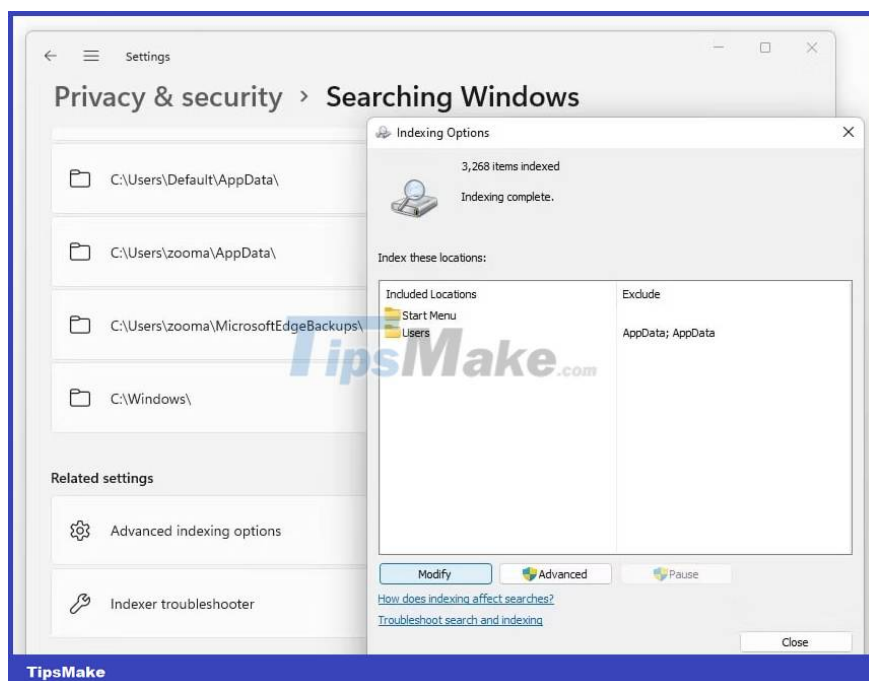 Settings
Privacy & security > Searching Windows
C:\Users\Default\AppData\
C:\Users\zooma\AppData\
C:\Users\zooma\MicrosoftEdgeBackups\
C:\Windows\
Related settings
Advanced indexing options
Indexer troubleshooter
Indexing Options
3,268 items indexed
Indexing complete.
Index these locations:
Included Locations Exclude
Start Menu
Users AppData; AppData
TipsMake.com
Modify Advanced Pause
How does indexing affect searches?
Troubleshoot search and indexing
Close
TipsMake